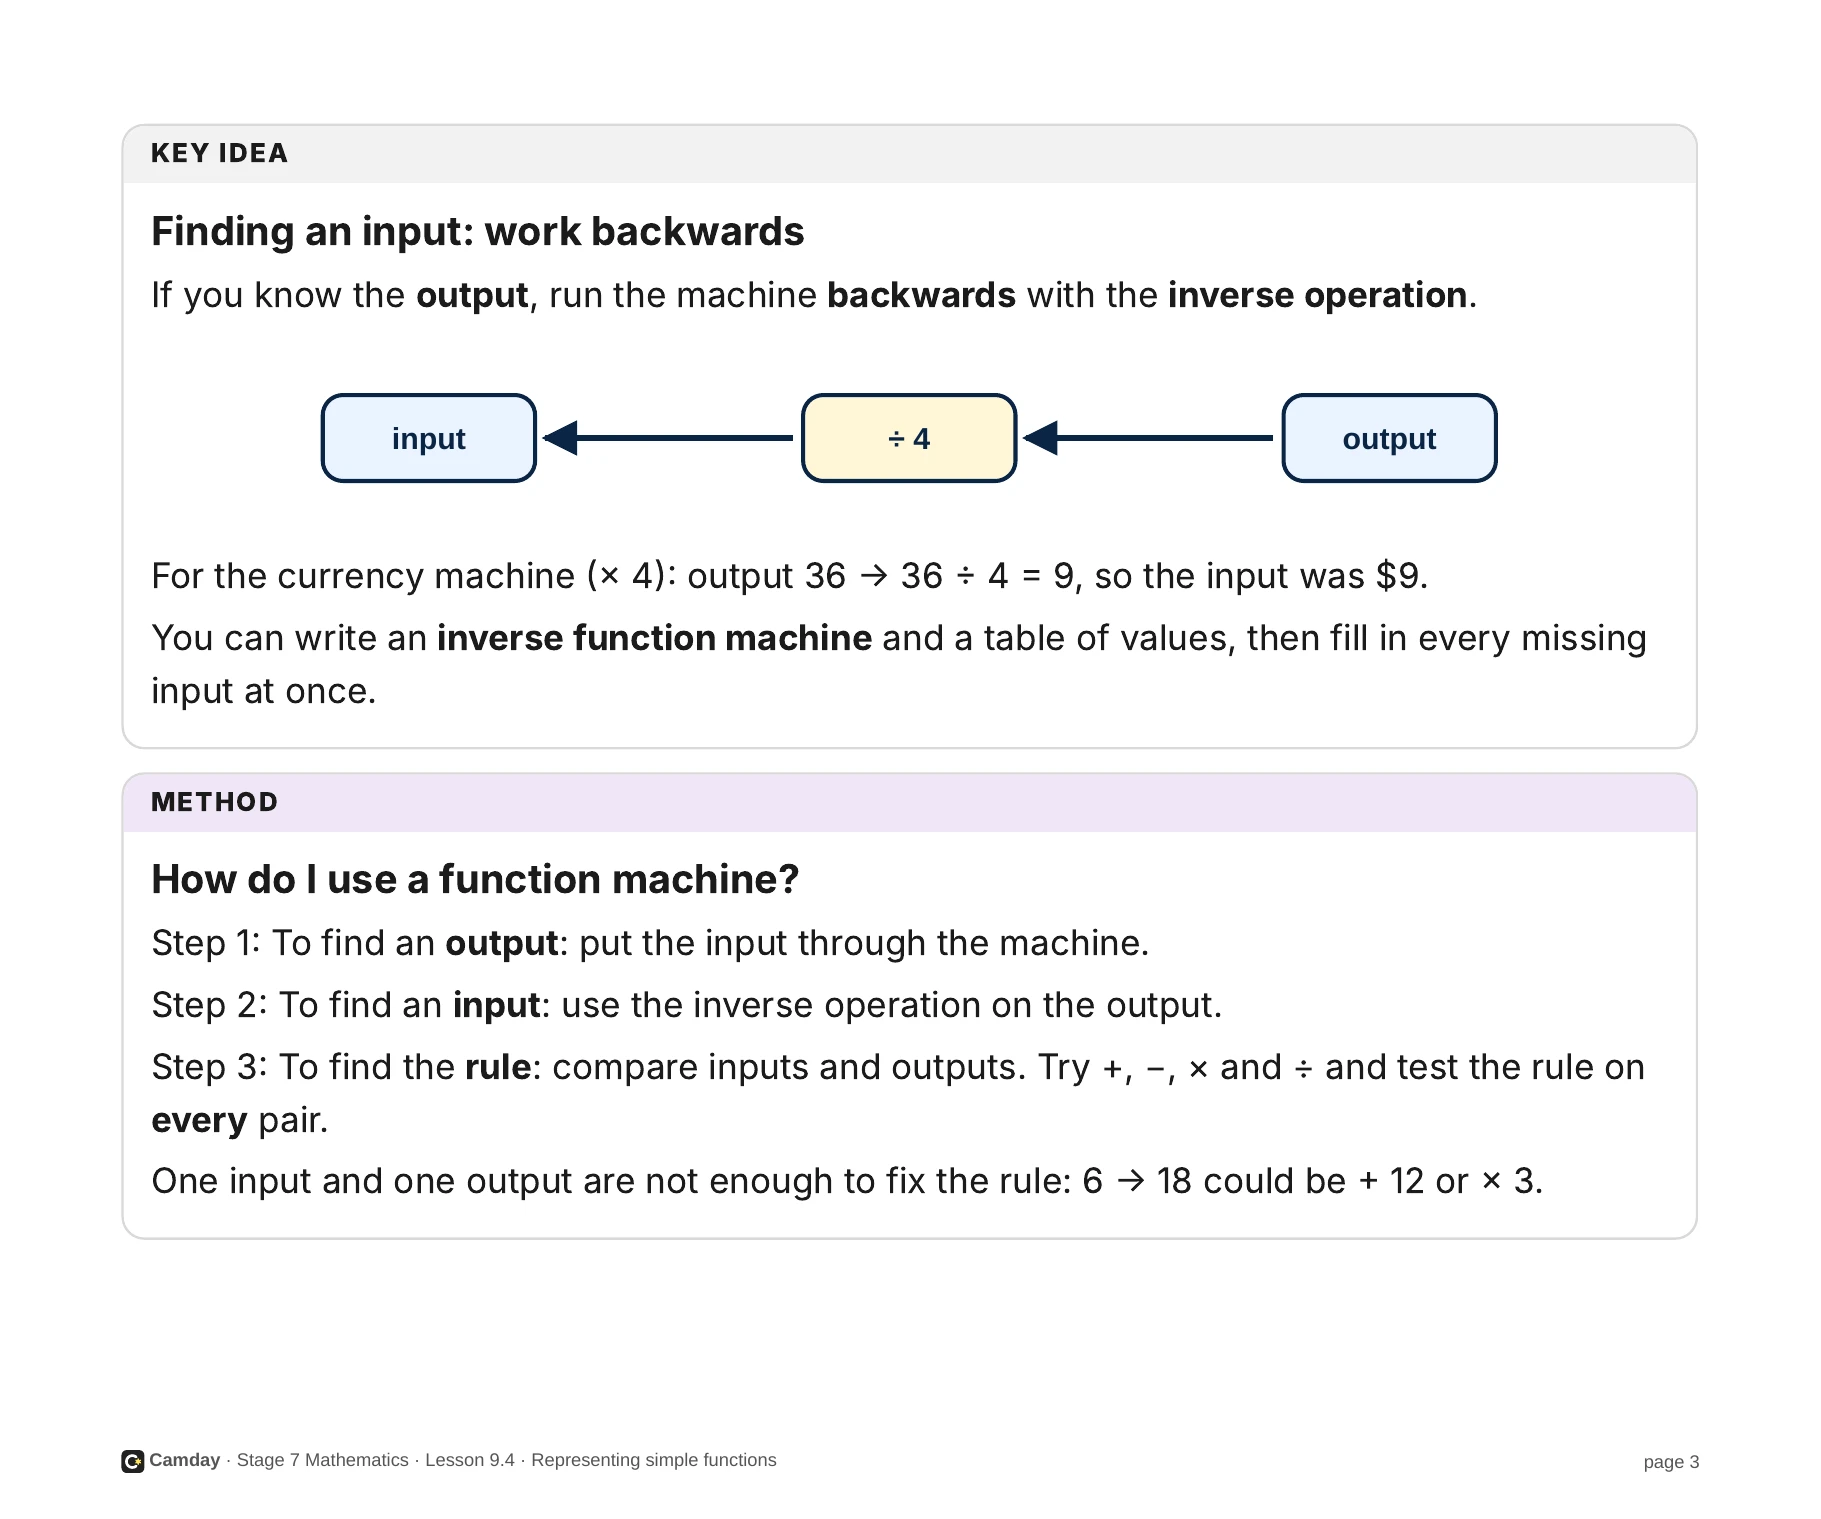 KEY IDEA
Finding an input: work backwards
If you know the output, run the machine backwards with the inverse operation.
input ÷ 4 output
For the currency machine (× 4): output 36 → 36 ÷ 4 = 9, so the input was $9.
You can write an inverse function machine and a table of values, then fill in every missing
input at once.
METHOD
How do I use a function machine?
Step 1: To find an output: put the input through the machine.
Step 2: To find an input: use the inverse operation on the output.
Step 3: To find the rule: compare inputs and outputs. Try +, −, × and ÷ and test the rule on
every pair.
One input and one output are not enough to fix the rule: 6 → 18 could be + 12 or × 3.
Camday · Stage 7 Mathematics · Lesson 9.4 · Representing simple functions
page 3